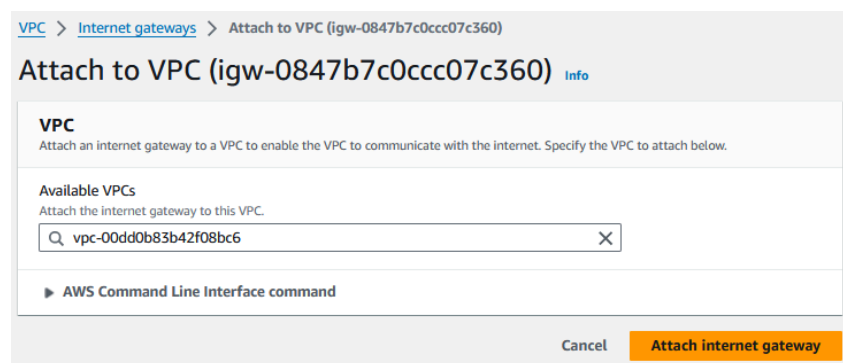 VPC > Internet gateways > Attach to VPC (igw-0847b7c0ccc07c360)
Attach to VPC (igw-0847b7c0ccc07c360) Info
VPC
Attach an internet gateway to a VPC to enable the VPC to communicate with the internet. Specify the VPC to attach below.
Available VPCs
Attach the internet gateway to this VPC.
vpc-00dd0b83b42f08bc6
AWS Command Line Interface command
Cancel Attach internet gateway